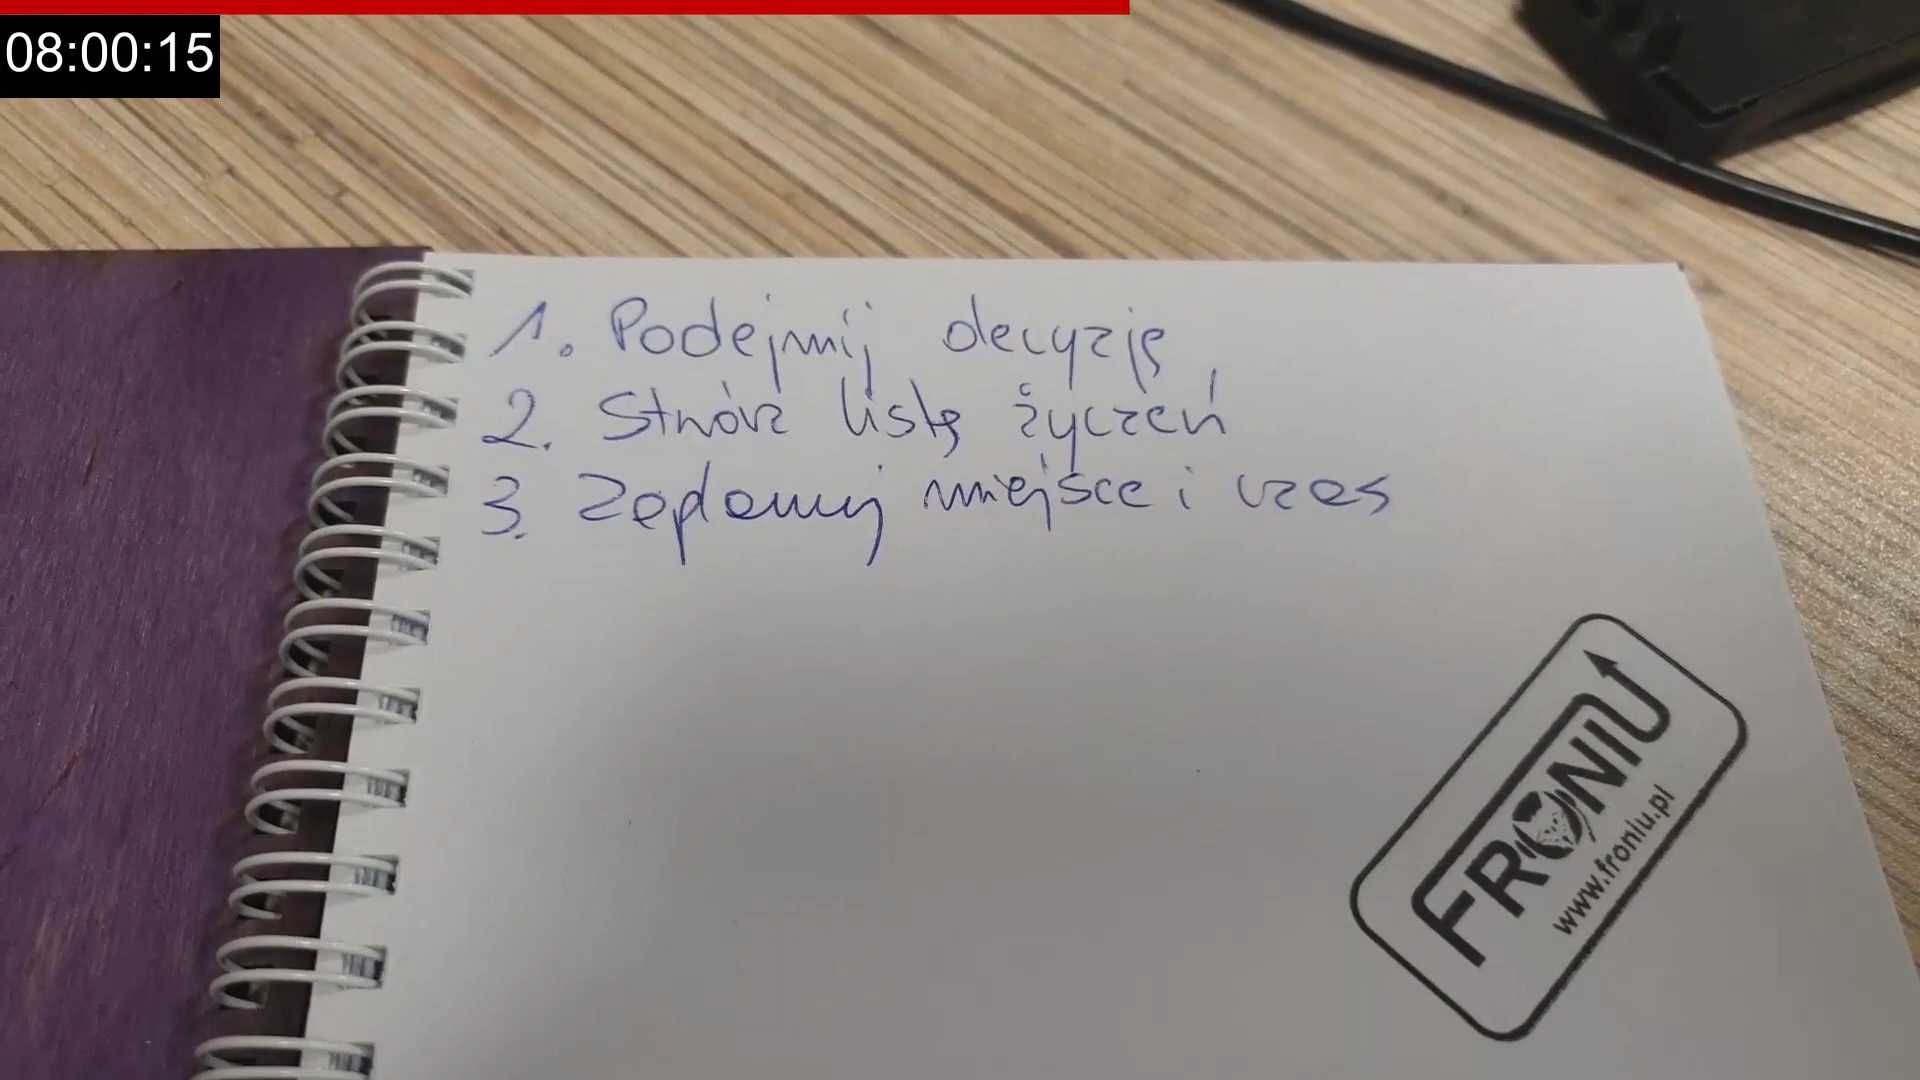 08:00:15
1. Podejmij decyzję
2. Stwórz listę życzeń
3. Zaplanuj miejsce i czas
FRONIU
www.froniu.pl